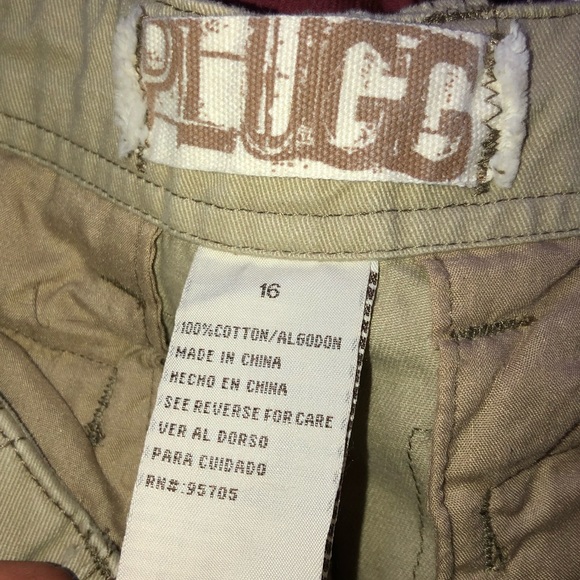 PLUGG
16
100%COTTON/ALGODON
MADE IN CHINA
HECHO EN CHINA
SEE REVERSE FOR CARE
VER AL DORSO
PARA CUIDADO
RN#:95705